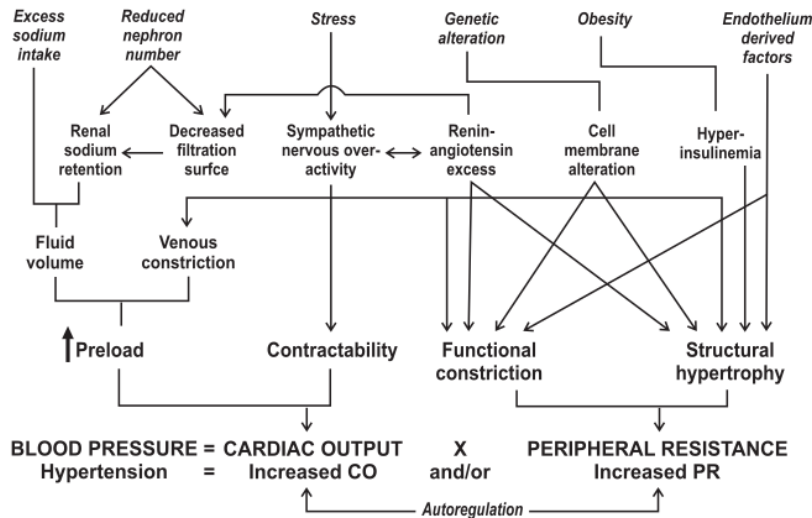 Excess
sodium
intake
Reduced
nephron
number
Stress
Genetic
alteration
Obesity
Endothelium
derived
factors
Renal
sodium
retention
Decreased
filtration
surfce
Sympathetic
nervous over-
activity
Renin-
angiotensin
excess
Cell
membrane
alteration
Hyper-
insulinemia
Fluid
volume
Venous
constriction
Preload
Contractability
Functional
constriction
Structural
hypertrophy
BLOOD PRESSURE = CARDIAC OUTPUT X PERIPHERAL RESISTANCE
Hypertension = Increased CO and/or Increased PR
Autoregulation